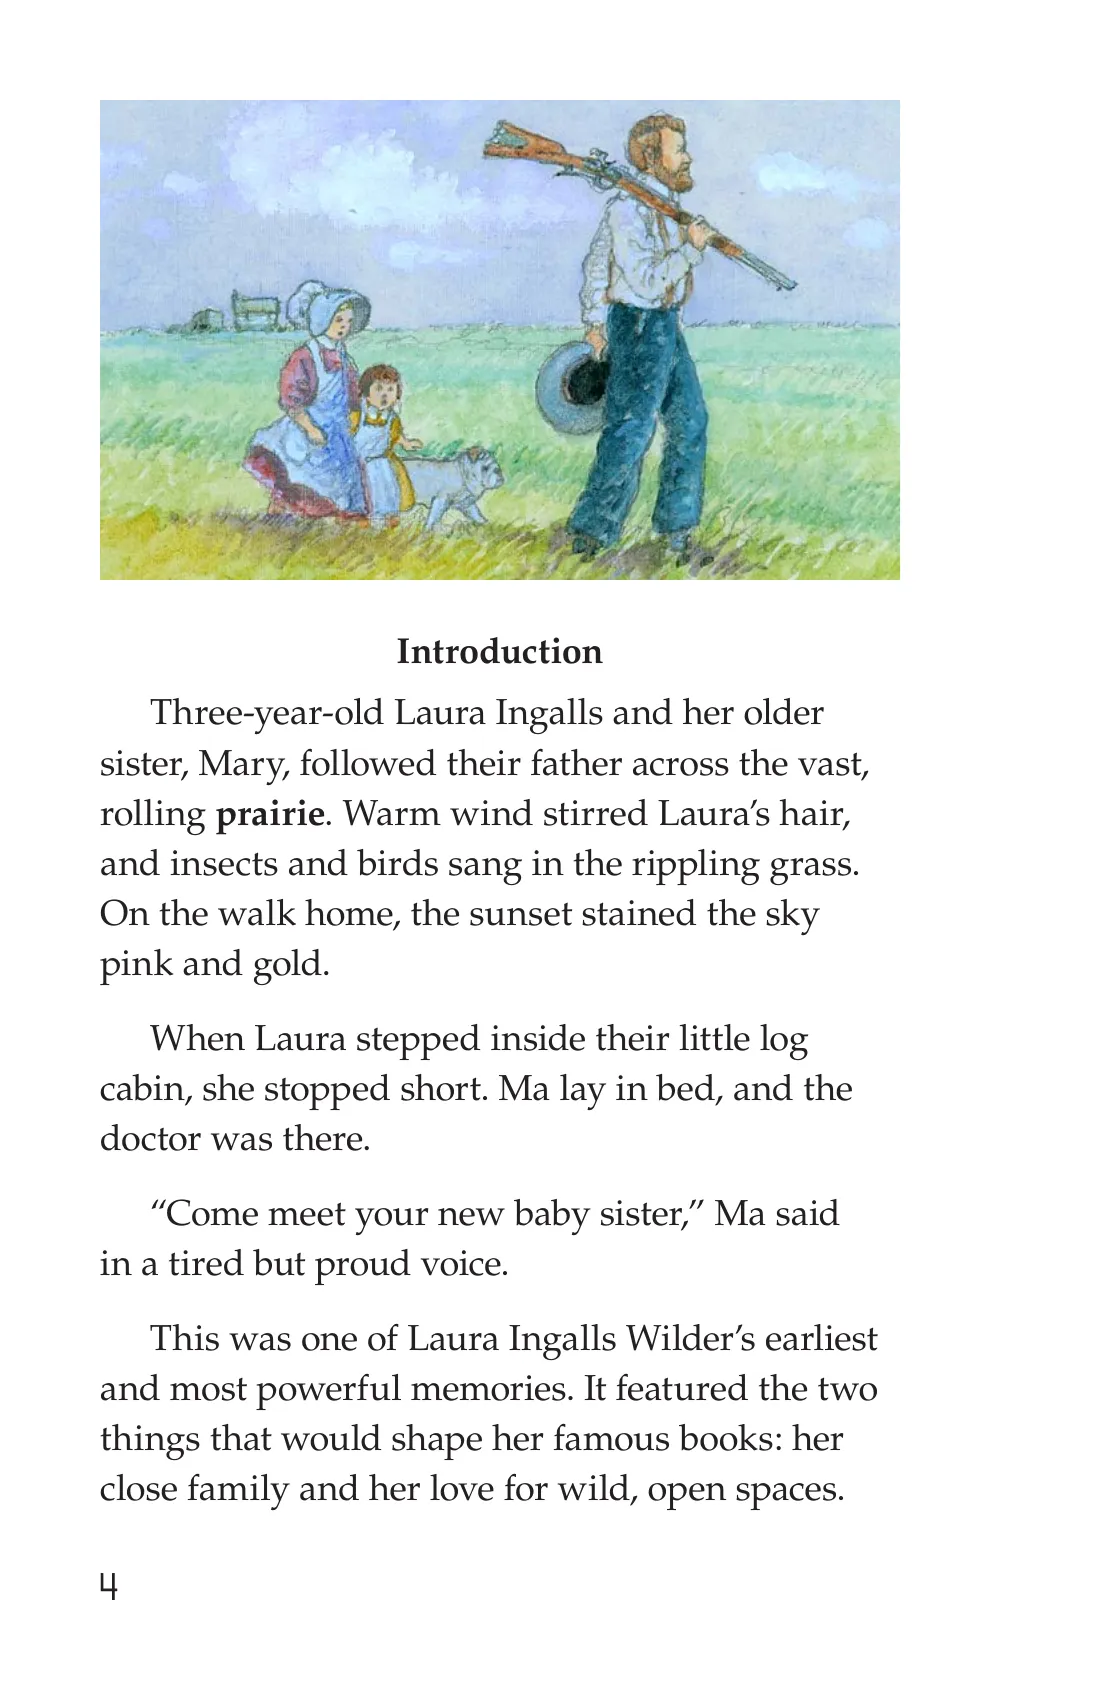 Introduction
Three-year-old Laura Ingalls and her older
sister, Mary, followed their father across the vast,
rolling prairie. Warm wind stirred Laura’s hair,
and insects and birds sang in the rippling grass.
On the walk home, the sunset stained the sky
pink and gold.
When Laura stepped inside their little log
cabin, she stopped short. Ma lay in bed, and the
doctor was there.
“Come meet your new baby sister,” Ma said
in a tired but proud voice.
This was one of Laura Ingalls Wilder’s earliest
and most powerful memories. It featured the two
things that would shape her famous books: her
close family and her love for wild, open spaces.
4